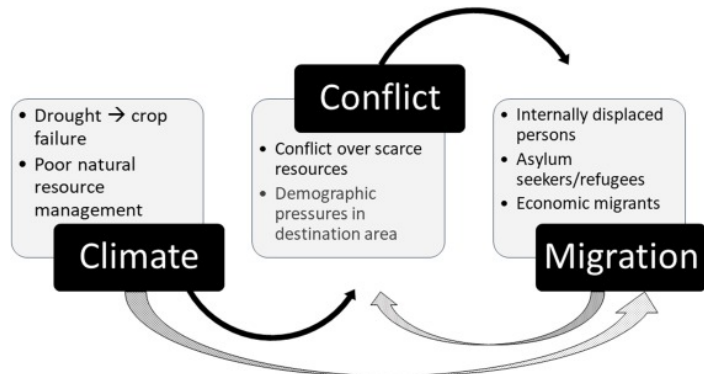 • Drought → crop
failure
• Poor natural
resource
management
Climate
Conflict
• Conflict over scarce
resources
• Demographic
pressures in
destination area
• Internally displaced
persons
• Asylum
seekers/refugees
• Economic migrants
Migration